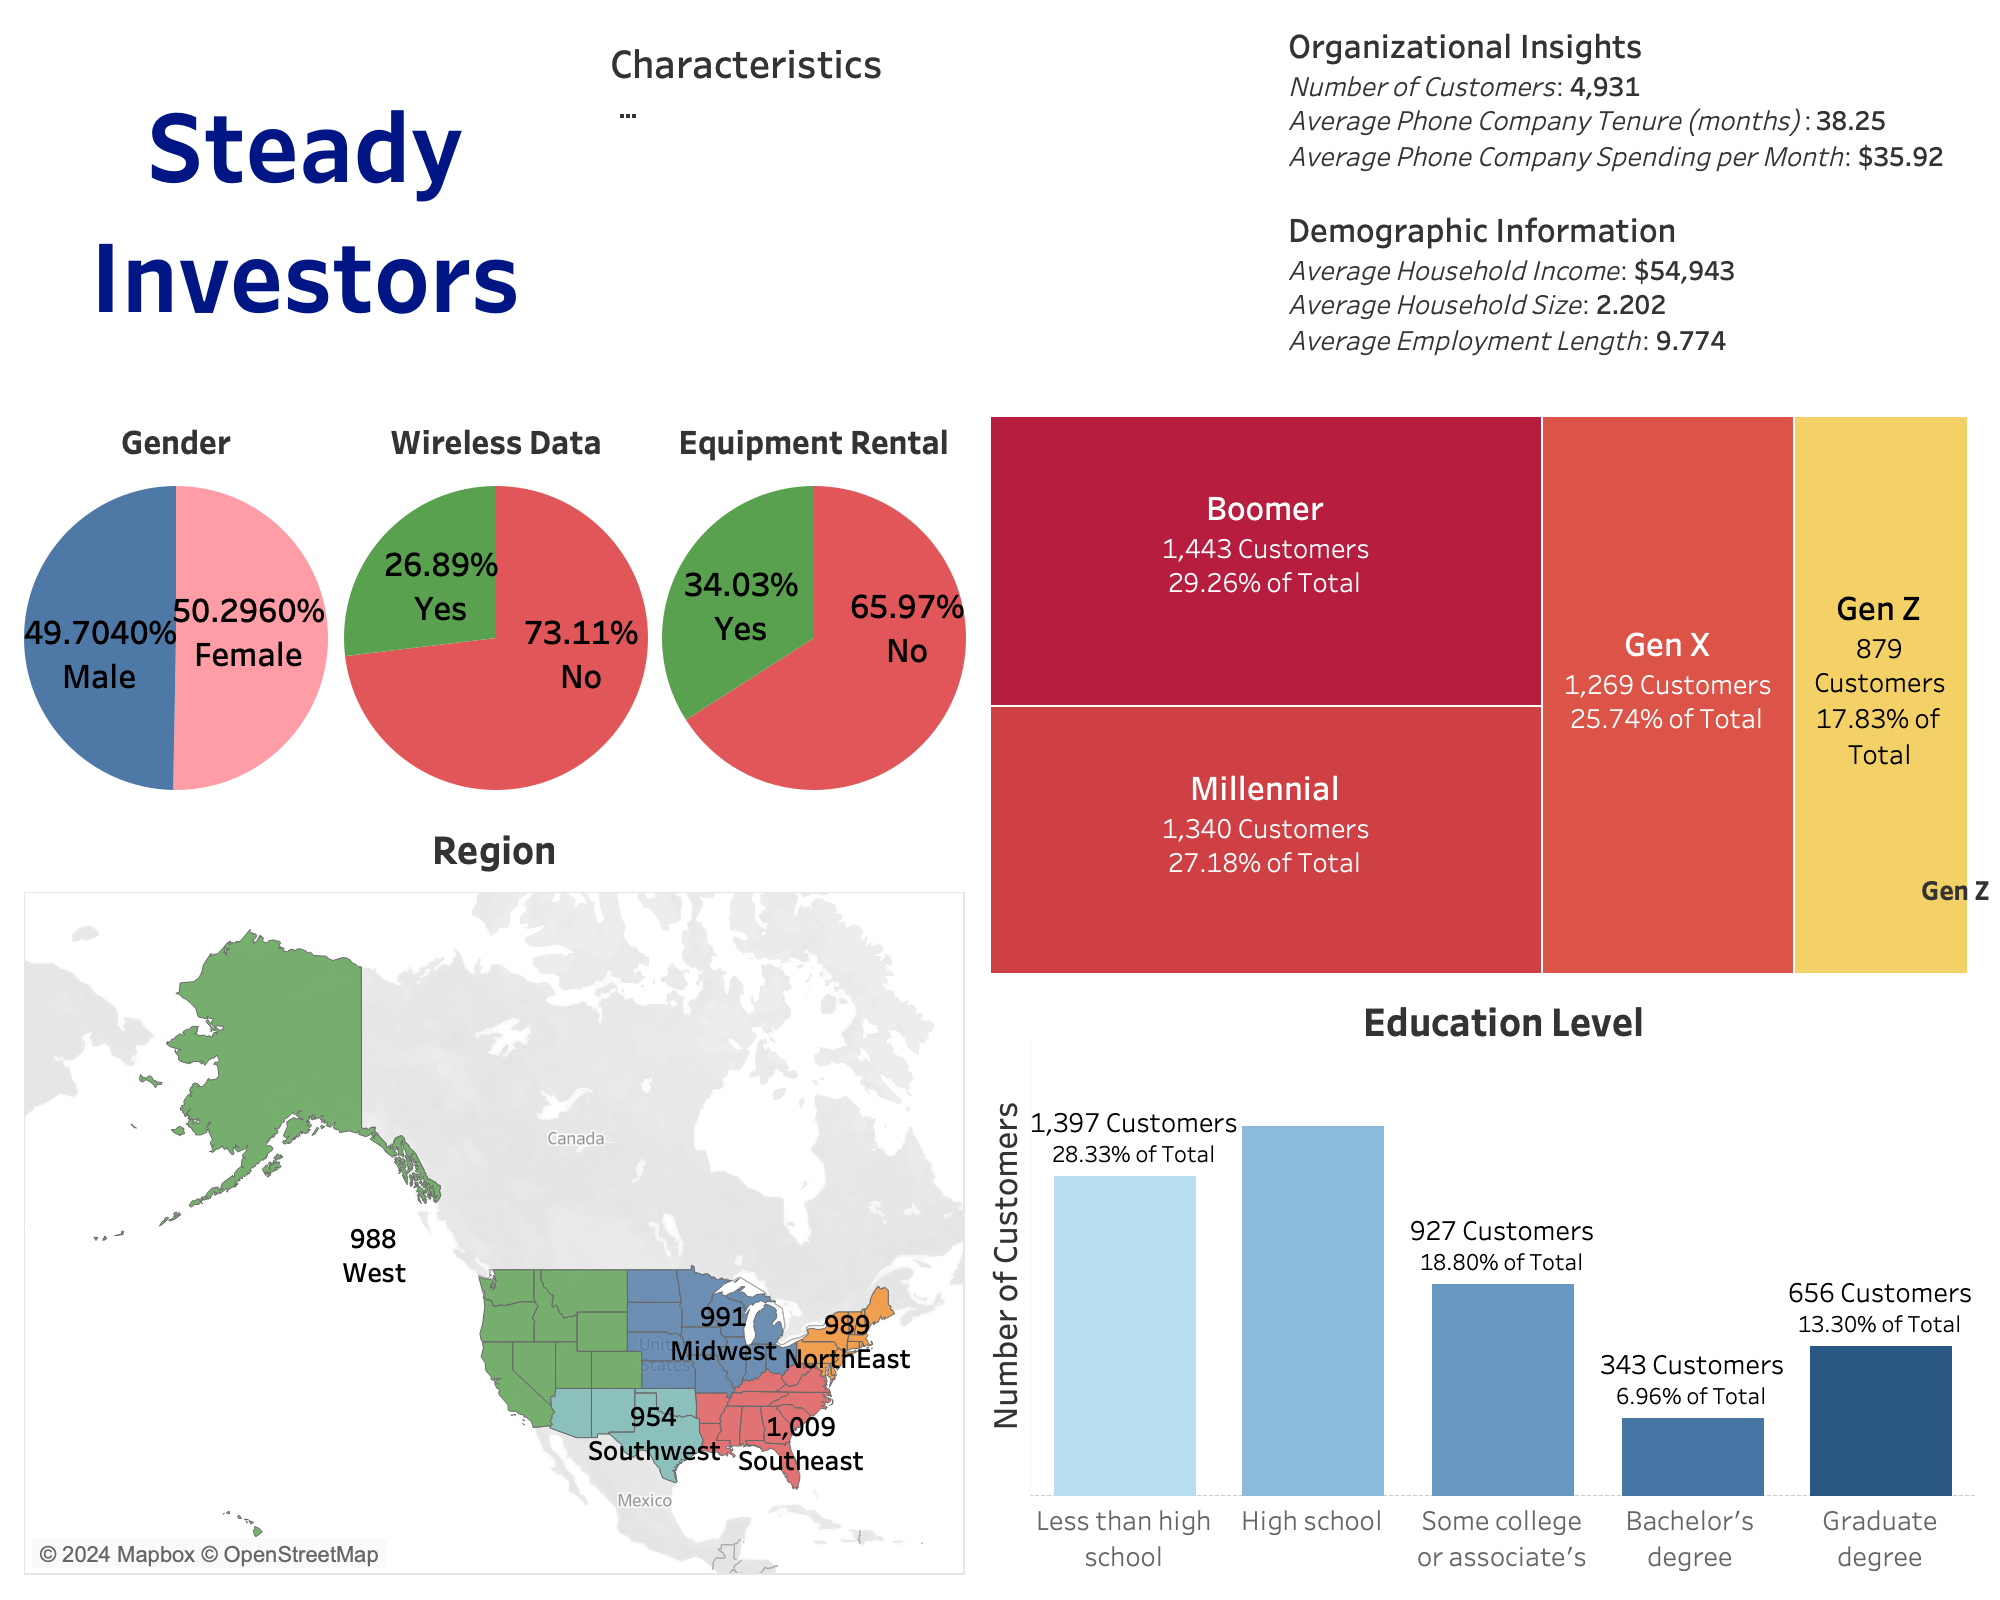 Steady
Investors
Characteristics
...
Organizational Insights
Number of Customers: 4,931
Average Phone Company Tenure (months) : 38.25
Average Phone Company Spending per Month: $35.92
Demographic Information
Average Household Income: $54,943
Average Household Size: 2.202
Average Employment Length: 9.774
Gender
49.7040%
Male
50.2960%
Female
Wireless Data
26.89%
Yes
73.11%
No
Equipment Rental
34.03%
Yes
65.97%
No
Boomer
1,443 Customers
29.26% of Total
Millennial
1,340 Customers
27.18% of Total
Gen X
1,269 Customers
25.74% of Total
Gen Z
879
Customers
17.83% of
Total
Gen Z
Region
Canada
988
West
United
States
991
Midwest
989
NorthEast
954
Southwest
1,009
Southeast
Mexico
© 2024 Mapbox © OpenStreetMap
Education Level
Number of Customers
1,397 Customers
28.33% of Total
927 Customers
18.80% of Total
343 Customers
6.96% of Total
656 Customers
13.30% of Total
Less than high
school
High school
Some college
or associate’s
Bachelor’s
degree
Graduate
degree